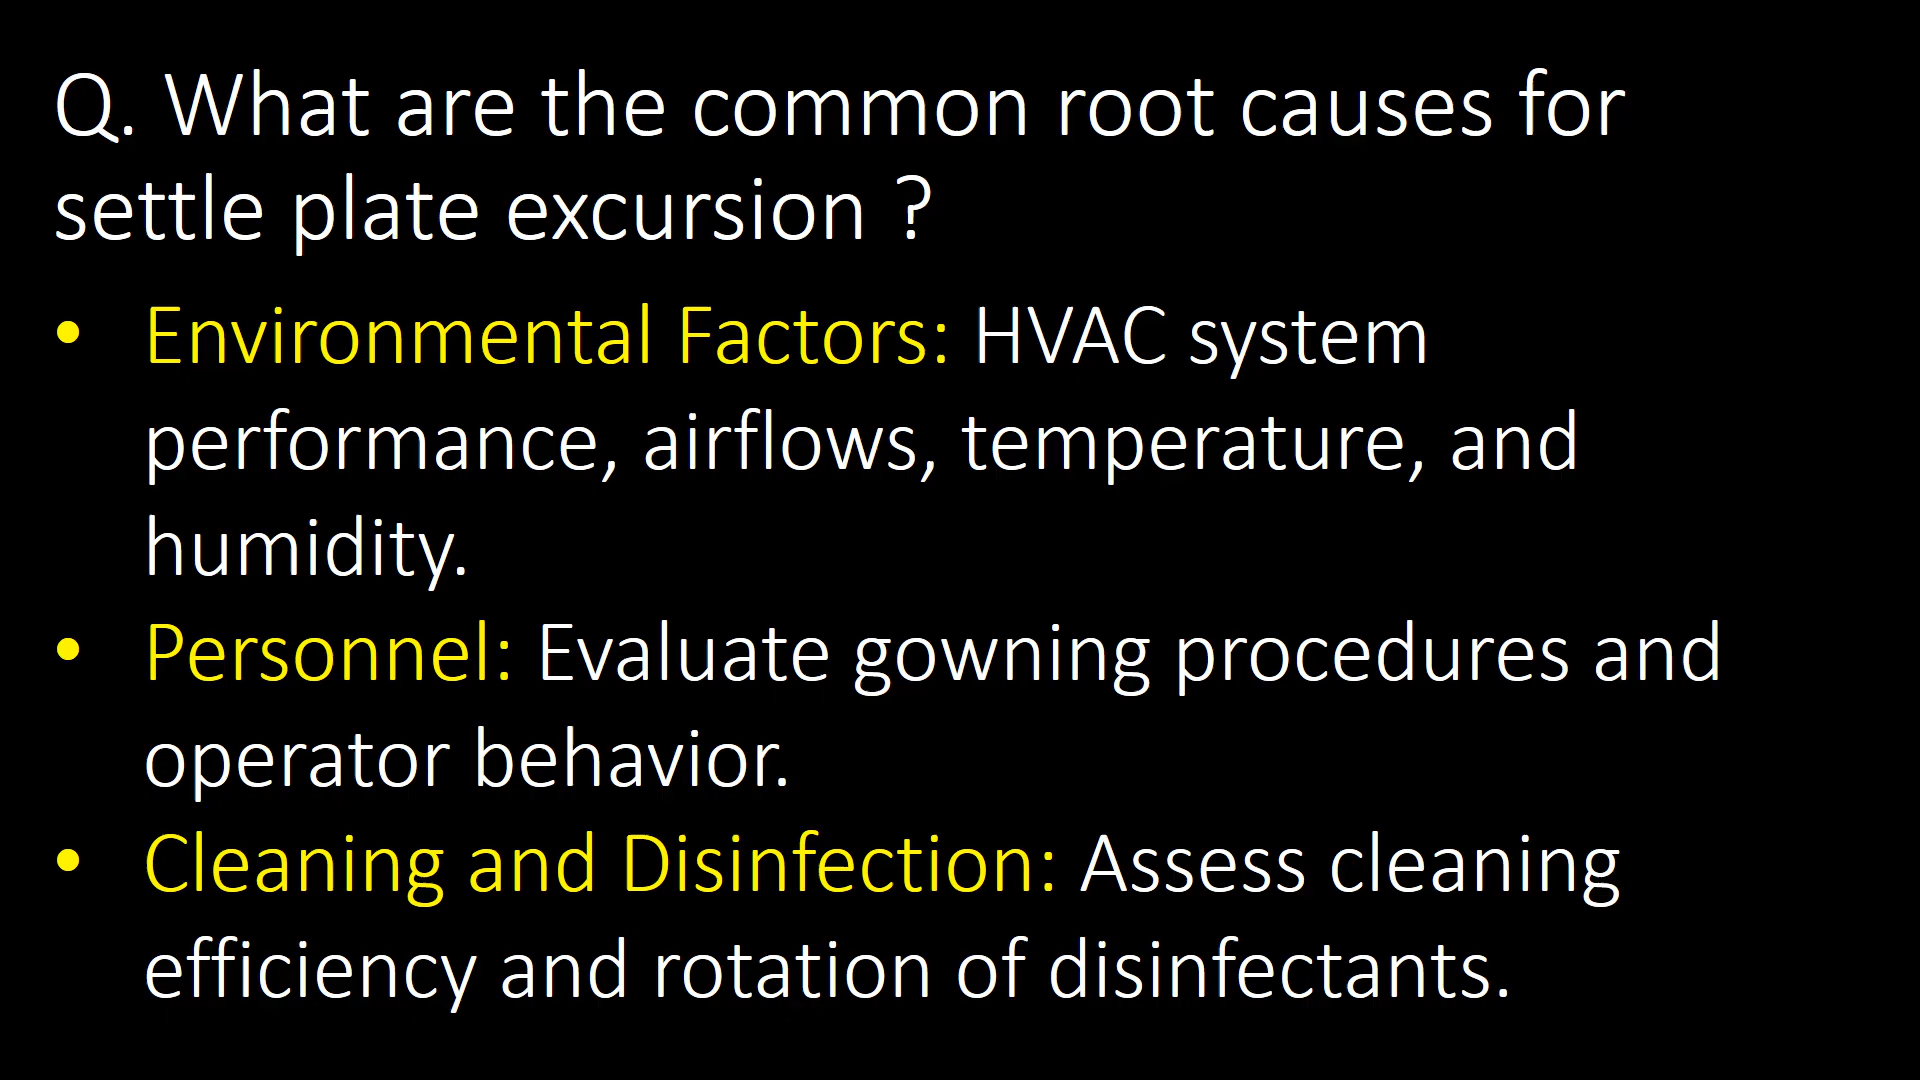 Q. What are the common root causes for
settle plate excursion ?
• Environmental Factors: HVAC system
performance, airflows, temperature, and
humidity.
• Personnel: Evaluate gowning procedures and
operator behavior.
• Cleaning and Disinfection: Assess cleaning
efficiency and rotation of disinfectants.